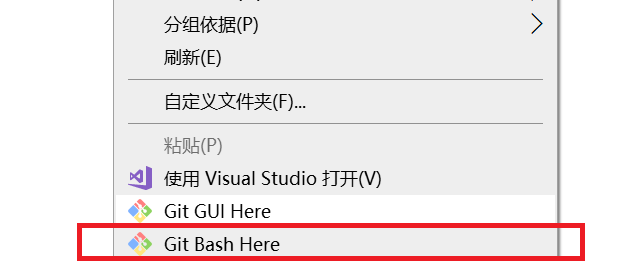 分组依据(P)
刷新(E)
自定义文件夹(F)...
粘贴(P)
使用 Visual Studio 打开(V)
Git GUI Here
Git Bash Here